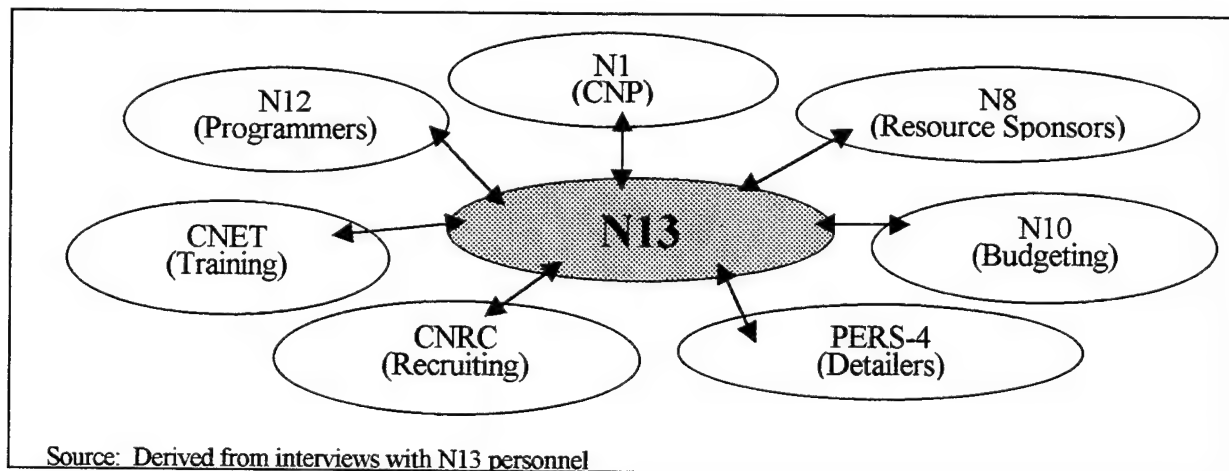 N1
(CNP)
N12
(Programmers)
N8
(Resource Sponsors)
N13
CNET
(Training)
N10
(Budgeting)
CNRC
(Recruiting)
PERS-4
(Detailers)
Source: Derived from interviews with N13 personnel